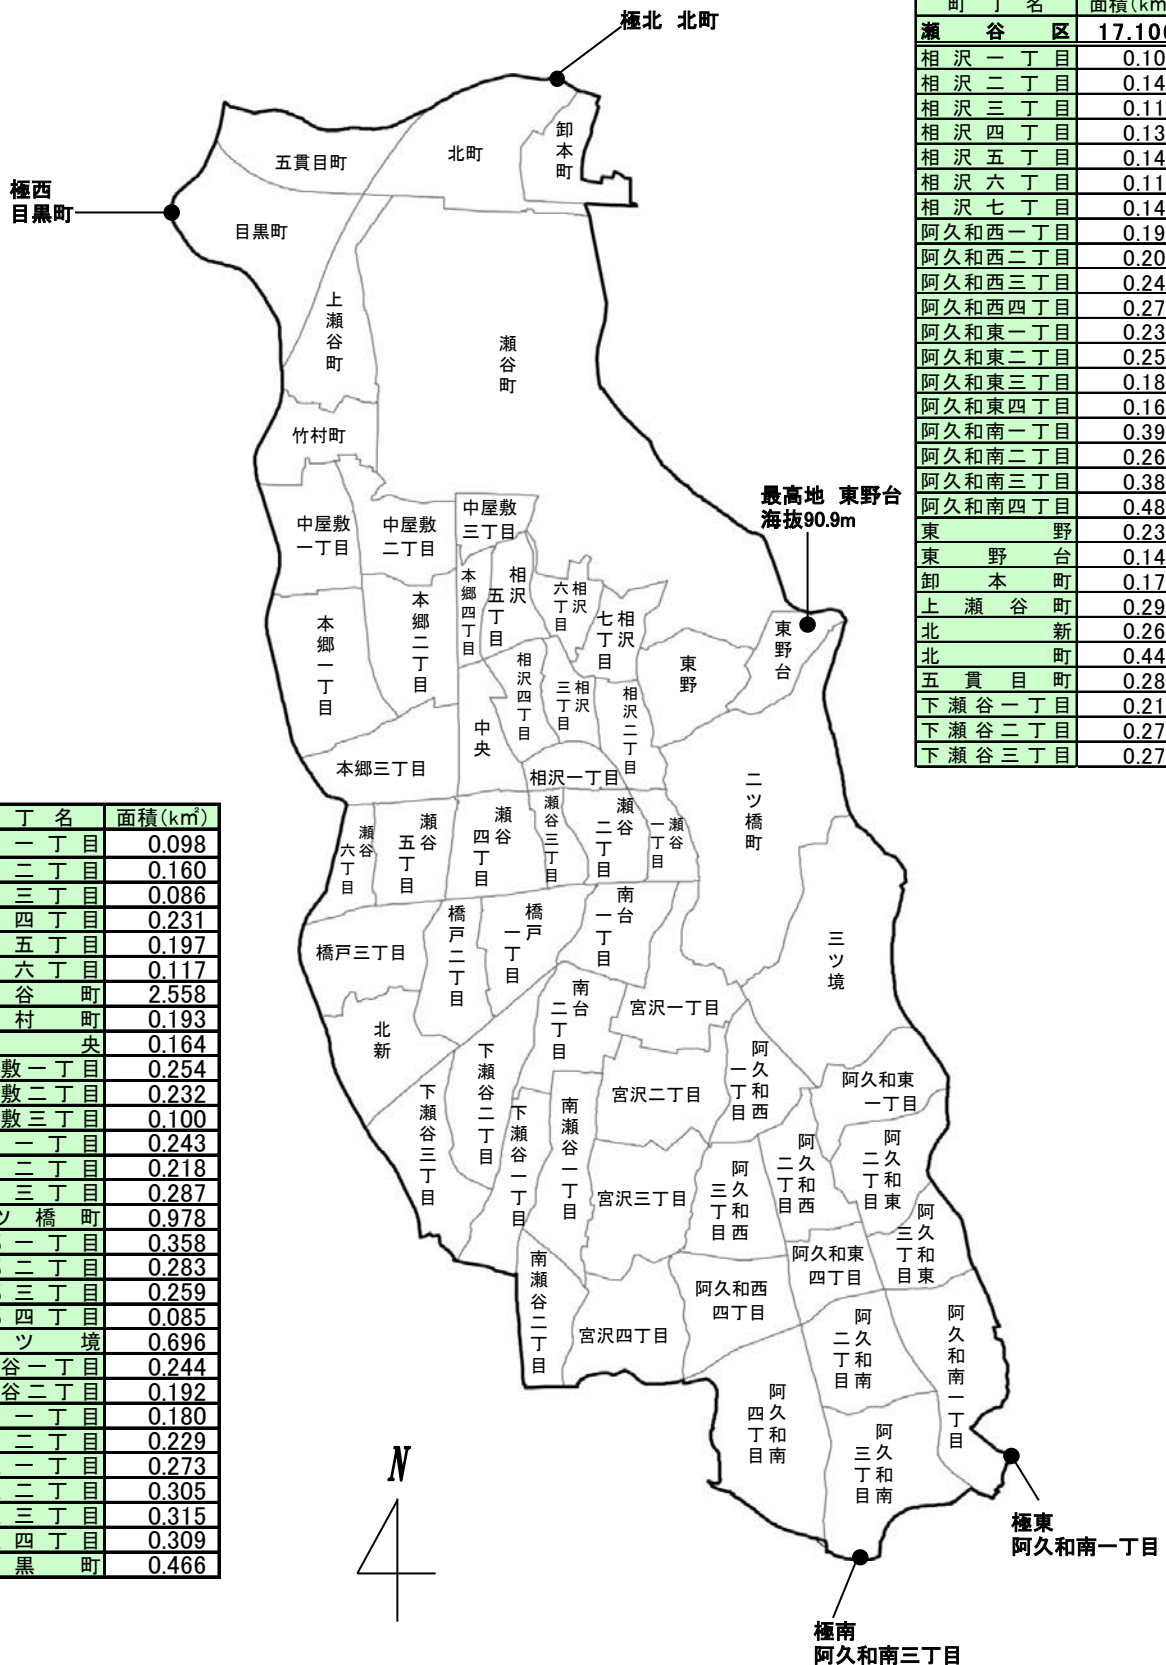 極北 北町
極西
目黒町
最高地 東野台
海抜90.9m
極東
阿久和南一丁目
極南
阿久和南三丁目
N
五貫目町
北町
卸本町
目黒町
上瀬谷町
瀬谷町
竹村町
中屋敷
一丁目
中屋敷
二丁目
中屋敷
三丁目
本郷一丁目
本郷二丁目
本郷四丁目
相沢
五丁目
相沢
六丁目
相沢
七丁目
東野
東野台
相沢四丁目
相沢
三丁目
相沢二丁目
中央
本郷三丁目
相沢一丁目
二ツ橋町
瀬谷
六丁目
瀬谷
五丁目
瀬谷
四丁目
瀬谷三丁目
瀬谷
二丁目
瀬谷
一丁目
橋戸三丁目
橋戸二丁目
橋戸
一丁目
南台
一丁目
三ツ境
北新
南台
二丁目
宮沢一丁目
下瀬谷三丁目
下瀬谷二丁目
下瀬谷一丁目
南瀬谷一丁目
宮沢二丁目
阿久和西
一丁目
阿久和東
一丁目
宮沢三丁目
阿久和西
三丁目
阿久和西
二丁目
阿久和東
二丁目
阿久和東
三丁目
阿久和東
四丁目
南瀬谷二丁目
宮沢四丁目
阿久和西
四丁目
阿久和南
二丁目
阿久和南一丁目
阿久和南
四丁目
阿久和南
三丁目
町丁名 面積(km
瀬谷区 17.10
相沢一丁目 0.10
相沢二丁目 0.14
相沢三丁目 0.11
相沢四丁目 0.13
相沢五丁目 0.14
相沢六丁目 0.11
相沢七丁目 0.14
阿久和西一丁目 0.19
阿久和西二丁目 0.20
阿久和西三丁目 0.24
阿久和西四丁目 0.27
阿久和東一丁目 0.23
阿久和東二丁目 0.25
阿久和東三丁目 0.18
阿久和東四丁目 0.16
阿久和南一丁目 0.39
阿久和南二丁目 0.26
阿久和南三丁目 0.38
阿久和南四丁目 0.48
東野 0.23
東野台 0.14
卸本町 0.17
上瀬谷町 0.29
北新 0.26
北町 0.44
五貫目町 0.28
下瀬谷一丁目 0.21
下瀬谷二丁目 0.27
下瀬谷三丁目 0.27
丁名 面積(km²)
一丁目 0.098
二丁目 0.160
三丁目 0.086
四丁目 0.231
五丁目 0.197
六丁目 0.117
谷町 2.558
村町 0.193
央 0.164
敷一丁目 0.254
敷二丁目 0.232
敷三丁目 0.100
一丁目 0.243
二丁目 0.218
三丁目 0.287
ツ橋町 0.978
一丁目 0.358
二丁目 0.283
三丁目 0.259
四丁目 0.085
ツ境 0.696
谷一丁目 0.244
谷二丁目 0.192
一丁目 0.180
二丁目 0.229
一丁目 0.273
二丁目 0.305
三丁目 0.315
四丁目 0.309
黒町 0.466